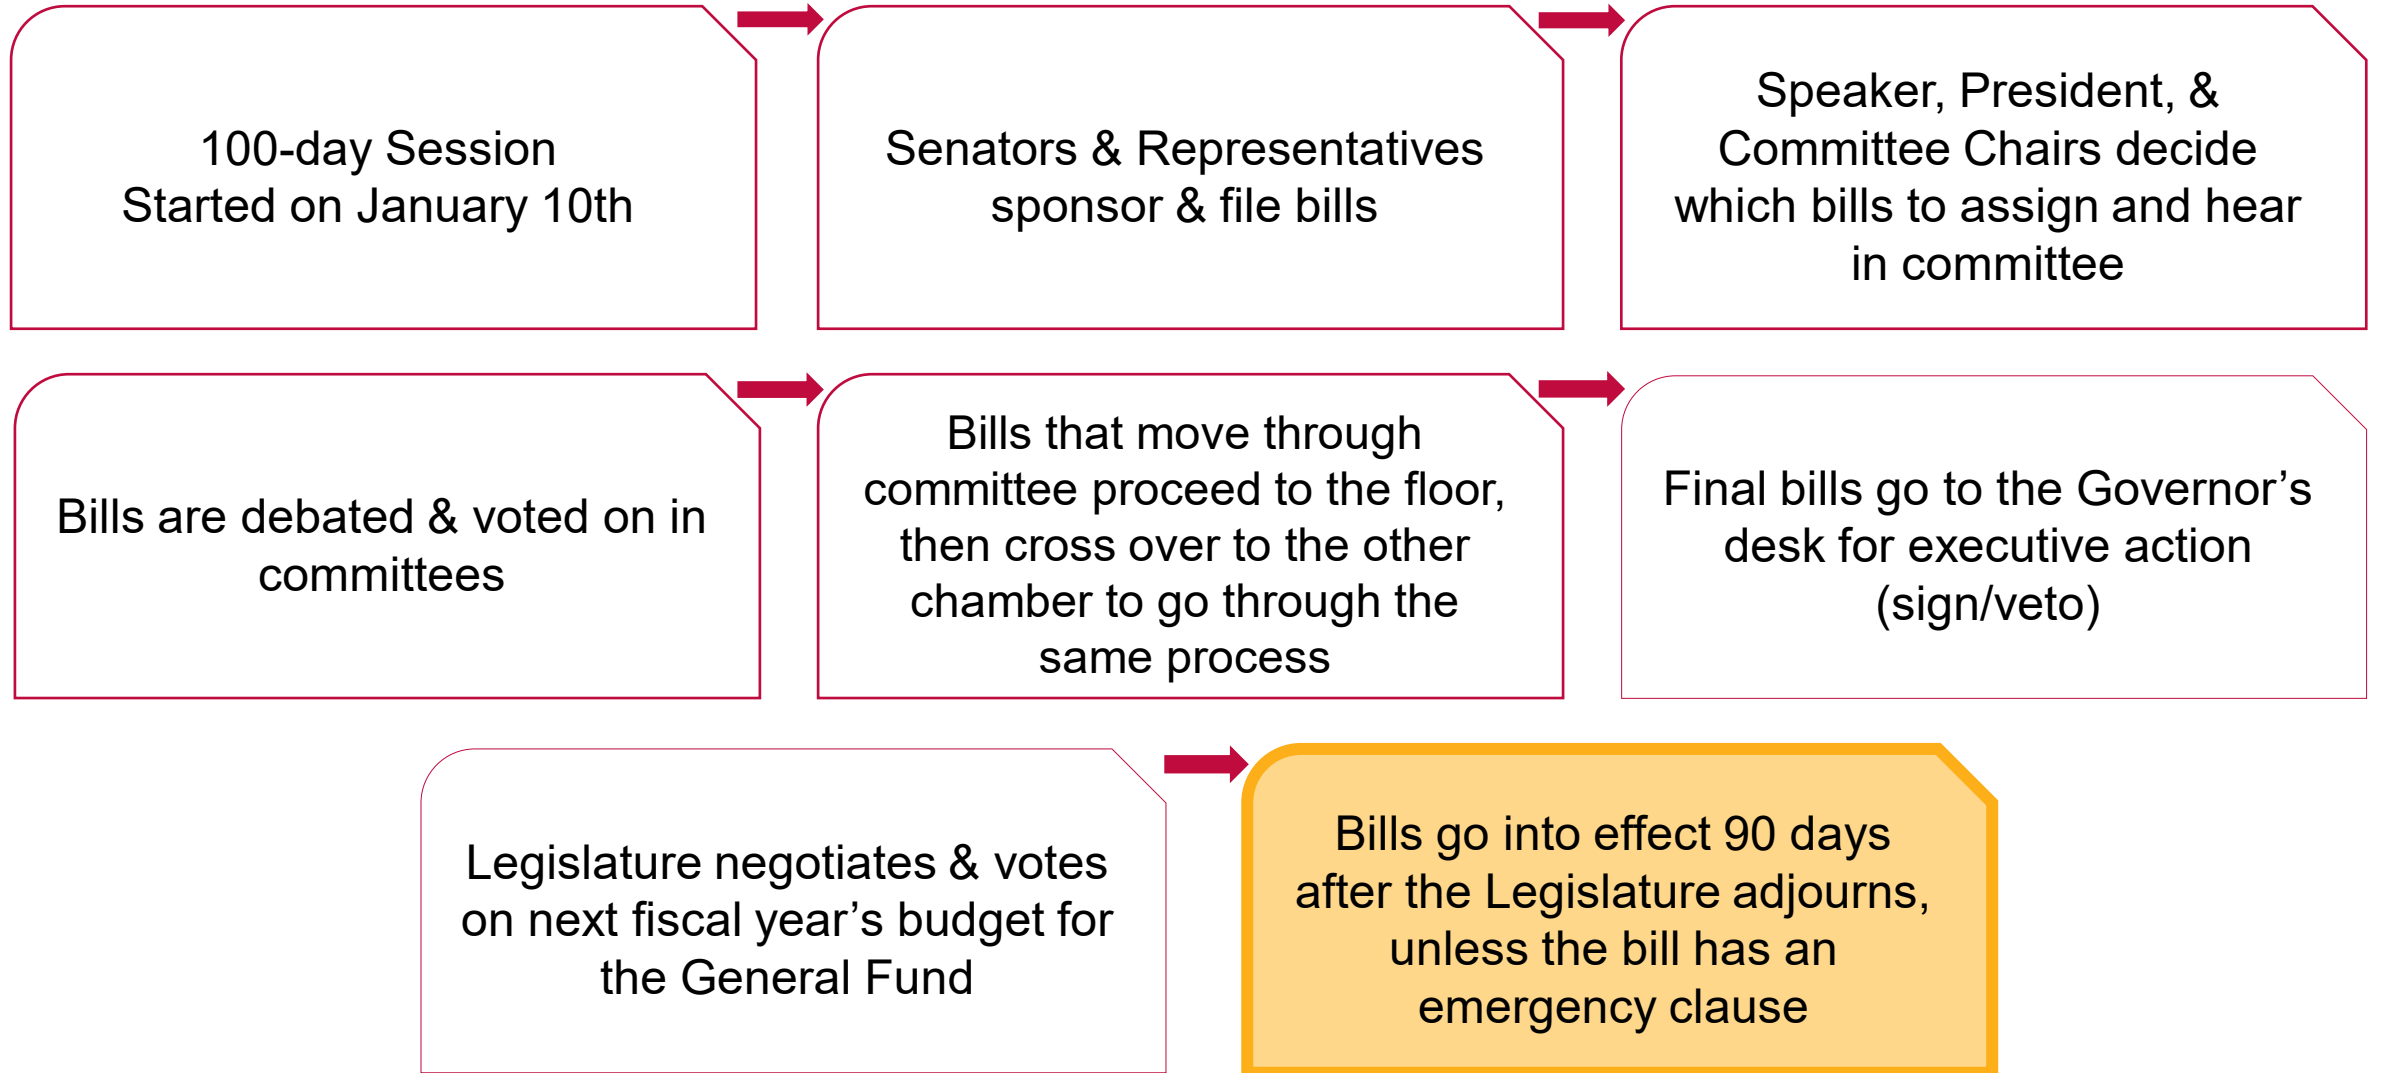 100-day Session
Started on January 10th
Senators & Representatives
sponsor & file bills
Speaker, President, &
Committee Chairs decide
which bills to assign and hear
in committee
Bills are debated & voted on in
committees
Bills that move through
committee proceed to the floor,
then cross over to the other
chamber to go through the
same process
Final bills go to the Governor’s
desk for executive action
(sign/veto)
Legislature negotiates & votes
on next fiscal year’s budget for
the General Fund
Bills go into effect 90 days
after the Legislature adjourns,
unless the bill has an
emergency clause